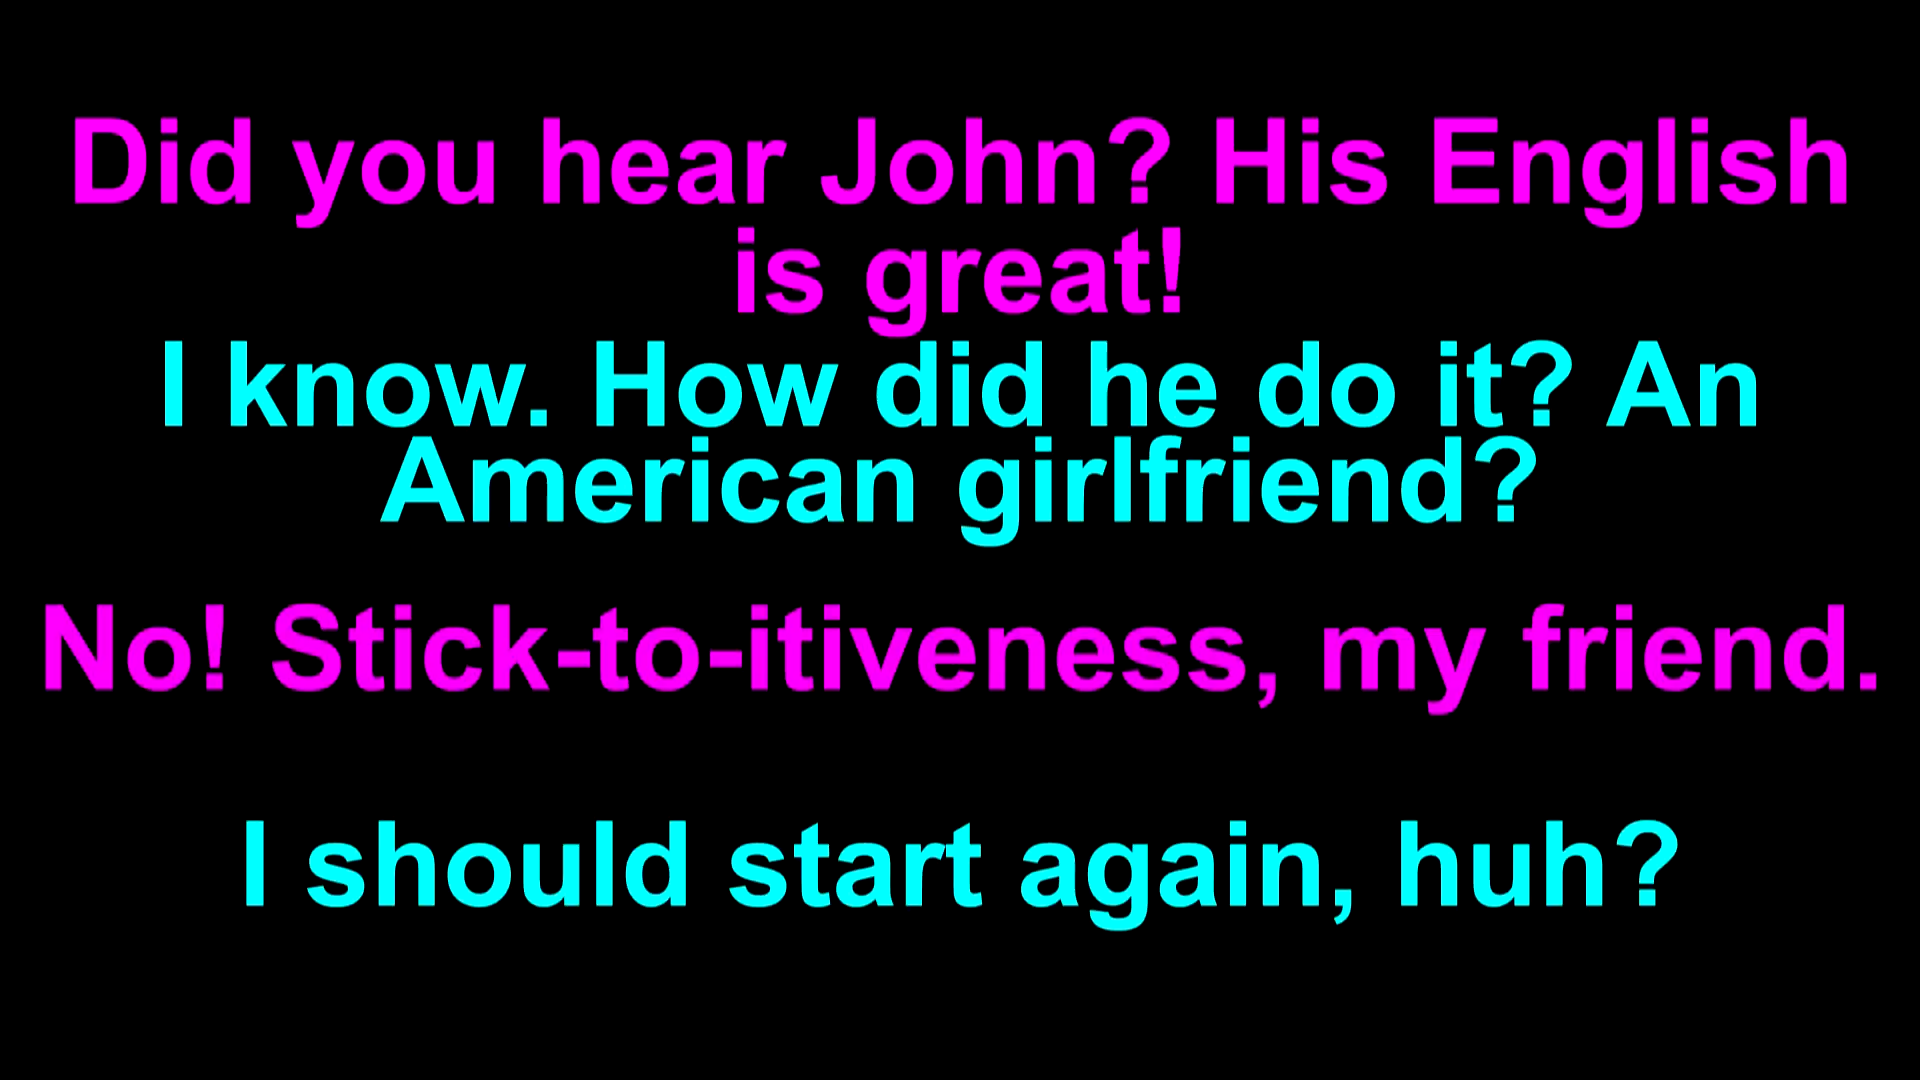 Did you hear John? His English
is great!
I know. How did he do it? An
American girlfriend?
No! Stick-to-itiveness, my friend.
I should start again, huh?